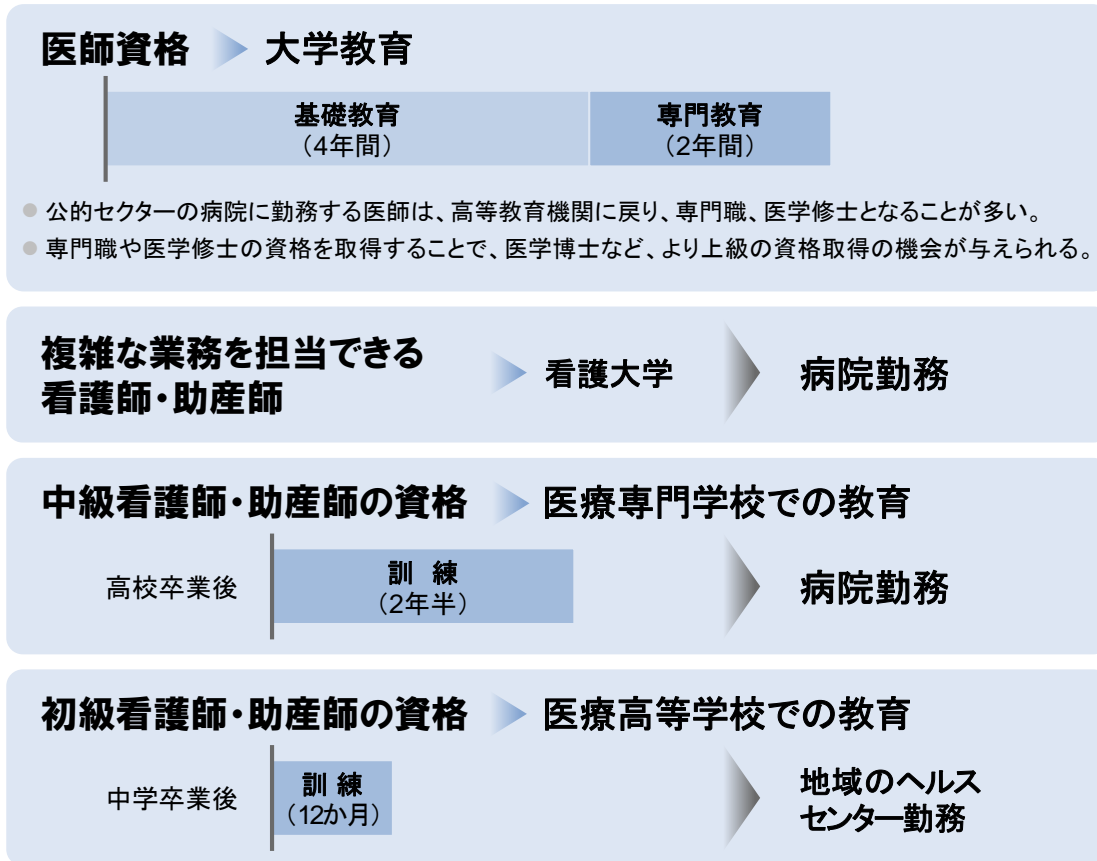 医師資格 大学教育
基礎教育
（4年間）
専門教育
（2年間）
公的セクターの病院に勤務する医師は、高等教育機関に戻り、専門職、医学修士となることが多い。
専門職や医学修士の資格を取得することで、医学博士など、より上級の資格取得の機会が与えられる。
複雑な業務を担当できる
看護師・助産師
看護大学
病院勤務
中級看護師・助産師の資格 医療専門学校での教育
高校卒業後
訓 練
（2年半）
病院勤務
初級看護師・助産師の資格 医療高等学校での教育
中学卒業後
訓 練
（12か月）
地域のヘルス
センター勤務